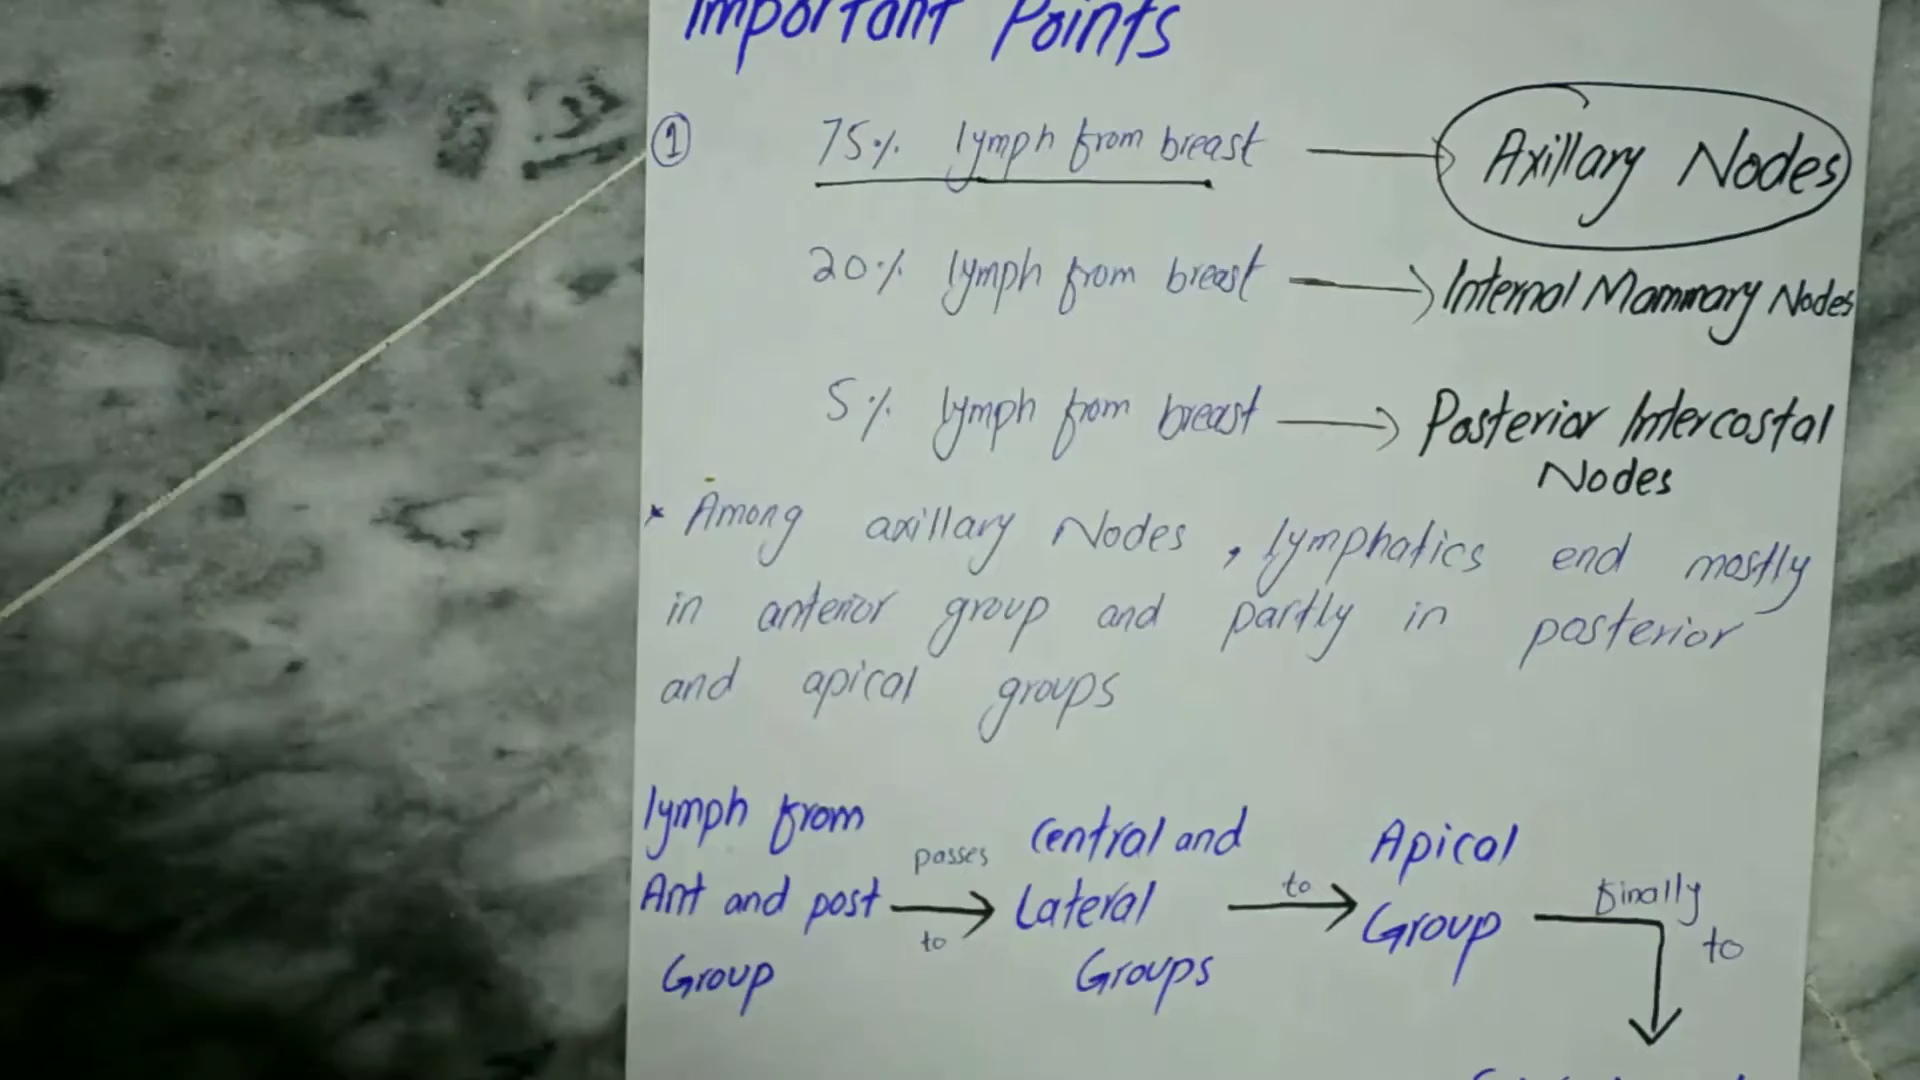 Important Points
① 75% lymph from breast → Axillary Nodes
20% lymph from breast → Internal Mammary Nodes
5% lymph from breast → Posterior Intercostal
Nodes
* Among axillary Nodes, lymphatics end mostly
in anterior group and partly in posterior
and apical groups
lymph from
Ant and post
Group
passes
to
Central and
Lateral
Groups
to
Apical
Group
finally
to